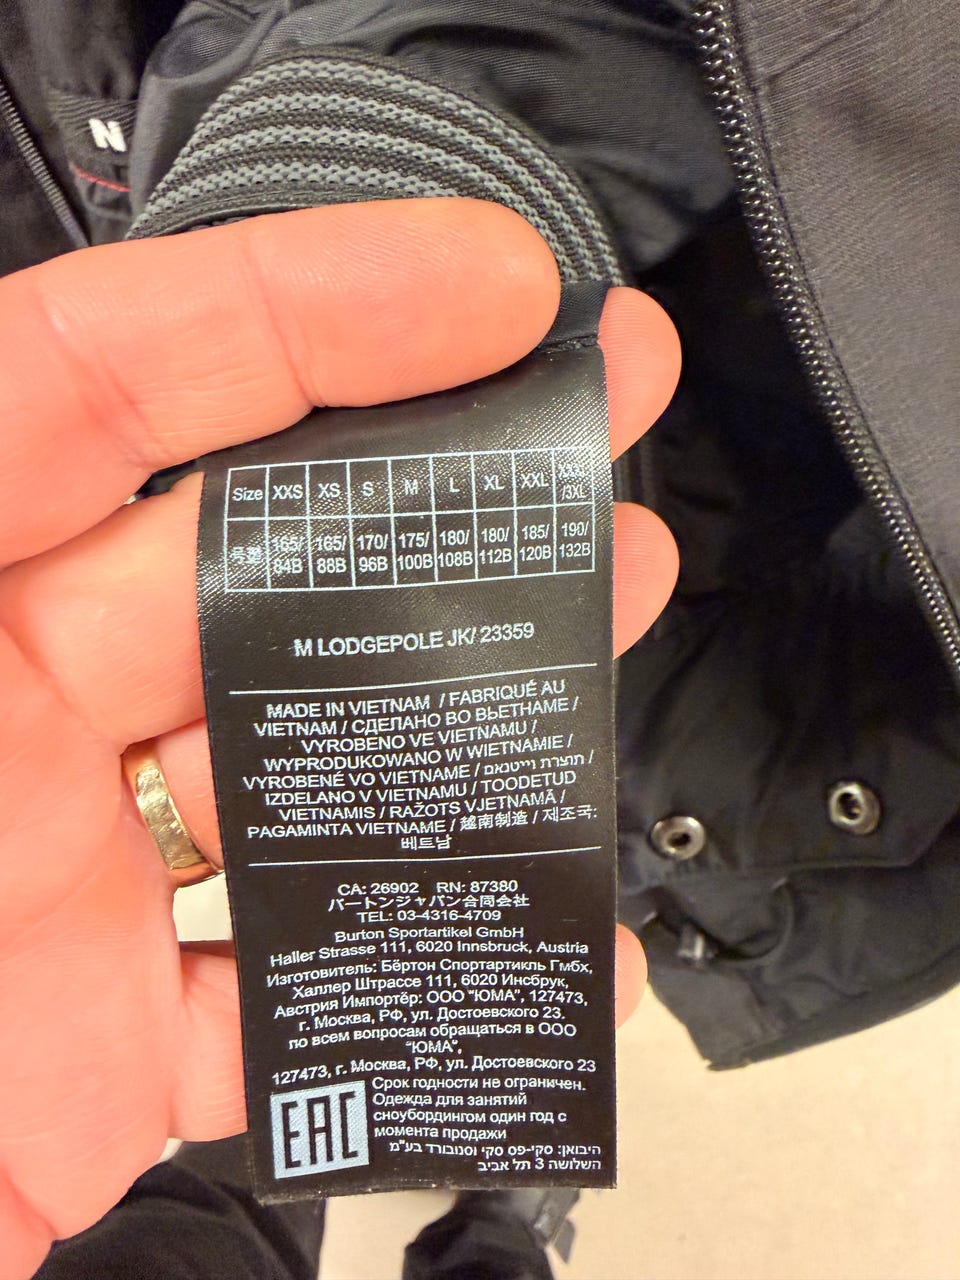 N
Size XXS XS S M L XL XXL XXXL/3XL
号型 165/84B 165/88B 170/96B 175/100B 180/108B 180/112B 185/120B 190/132B
M LODGEPOLE JK/ 23359
MADE IN VIETNAM / FABRIQUÉ AU
VIETNAM / СДЕЛАНО ВО ВЬЕТНАМЕ /
VYROBENO VE VIETNAMU /
WYPRODUKOWANO W WIETNAMIE /
VYROBENÉ VO VIETNAME / תוצרת וייטנאם /
IZDELANO V VIETNAMU / TOODETUD
VIETNAMIS / RAŽOTS VJETNAMĀ /
PAGAMINTA VIETNAME / 越南制造 / 제조국:
베트남
CA: 26902 RN: 87380
バートンジャパン合同会社
TEL: 03-4316-4709
Burton Sportartikel GmbH
Haller Strasse 111, 6020 Innsbruck, Austria
Изготовитель: Бёртон Спортартикль Гмбх,
Халлер Штрассе 111, 6020 Инсбрук,
Австрия Импортёр: ООО "ЮМА", 127473,
г. Москва, РФ, ул. Достоевского 23.
по всем вопросам обращаться в ООО
"ЮМА",
127473, г. Москва, РФ, ул. Достоевского 23
EAC
Срок годности не ограничен.
Одежда для занятий
сноубордингом один год с
момента продажи
היבואן: סקי-פס סקי וסנובורד בע"מ
השלושה 3 תל אביב